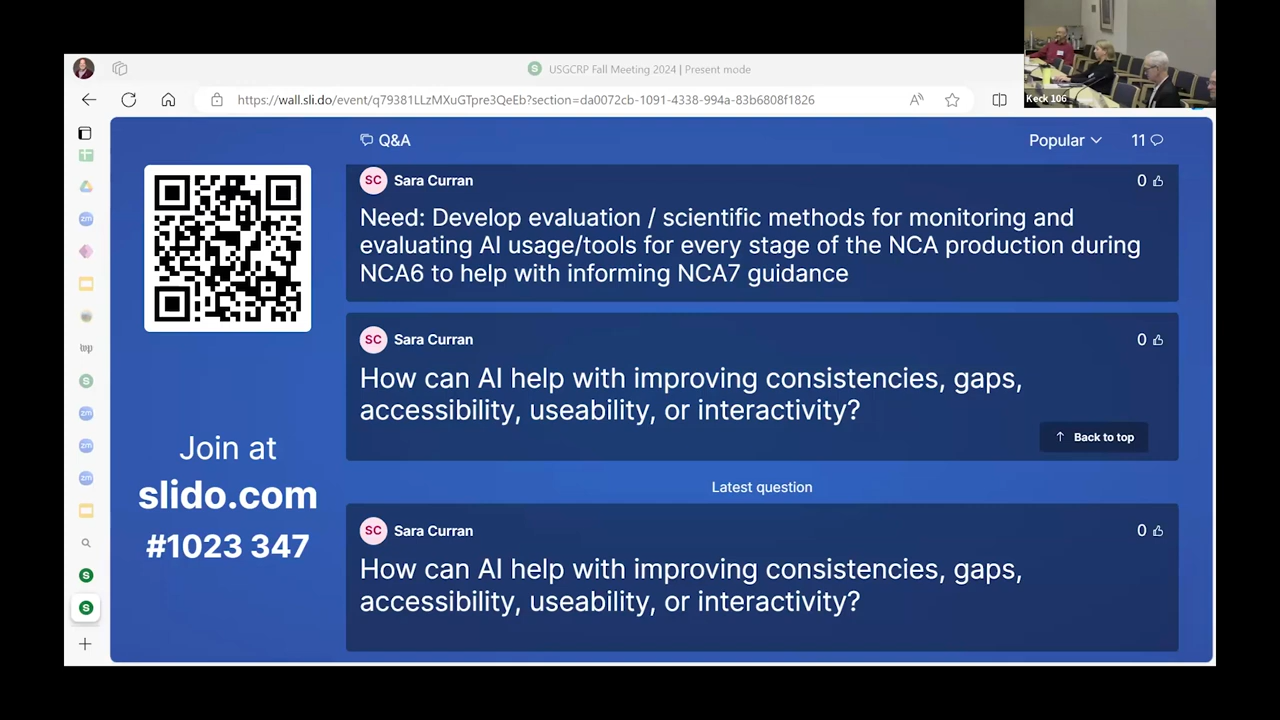 USGCRP Fall Meeting 2024 | Present mode
https://wall.sli.do/event/q79381LLzMXuGTpre3QeEb?section=da0072cb-1091-4338-994a-83b6808f1826
Keck 106
Q&A
Popular
11
SC Sara Curran
0
Need: Develop evaluation / scientific methods for monitoring and
evaluating AI usage/tools for every stage of the NCA production during
NCA6 to help with informing NCA7 guidance
SC Sara Curran
0
How can AI help with improving consistencies, gaps,
accessibility, useability, or interactivity?
↑ Back to top
Latest question
SC Sara Curran
0
How can AI help with improving consistencies, gaps,
accessibility, useability, or interactivity?
Join at
slido.com
#1023 347
zm
wp
S
zm
zm
zm
S
S